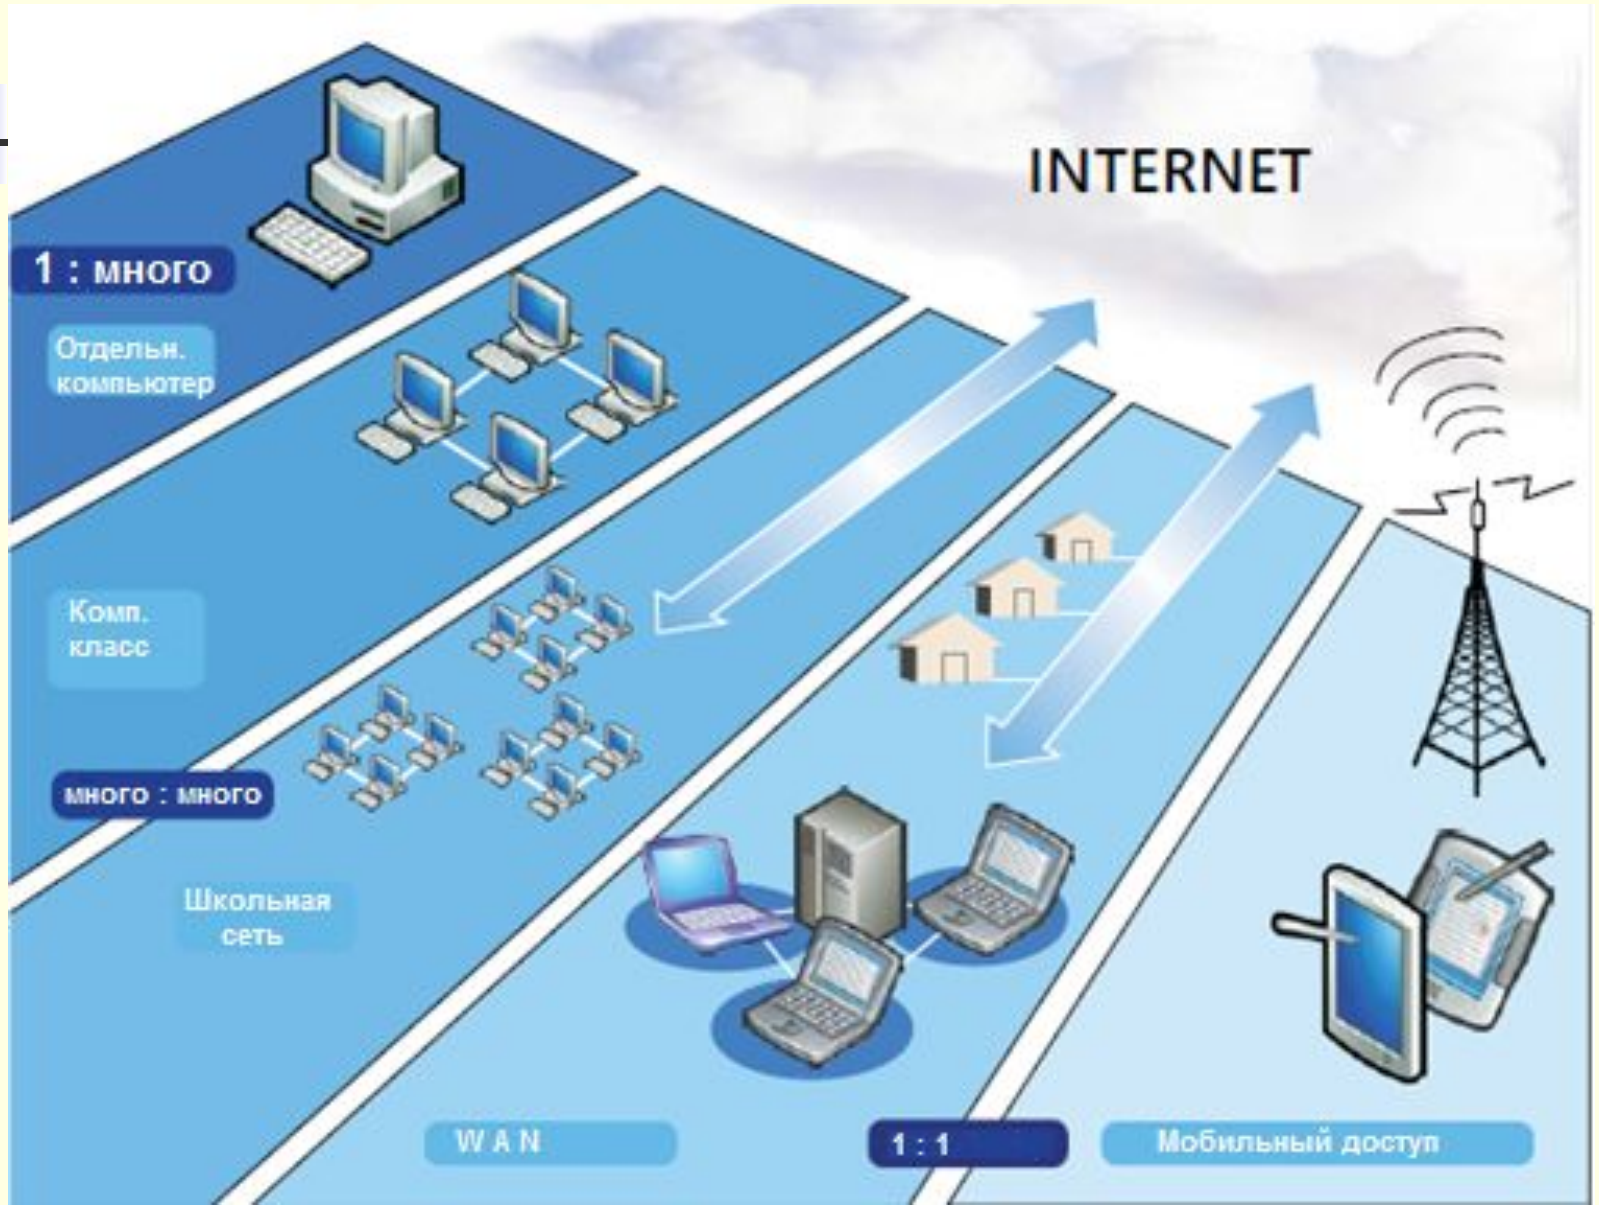 INTERNET
1 : много
Отдельн.
компьютер
Комп.
класс
много : много
Школьная
сеть
W A N
1 : 1
Мобильный доступ